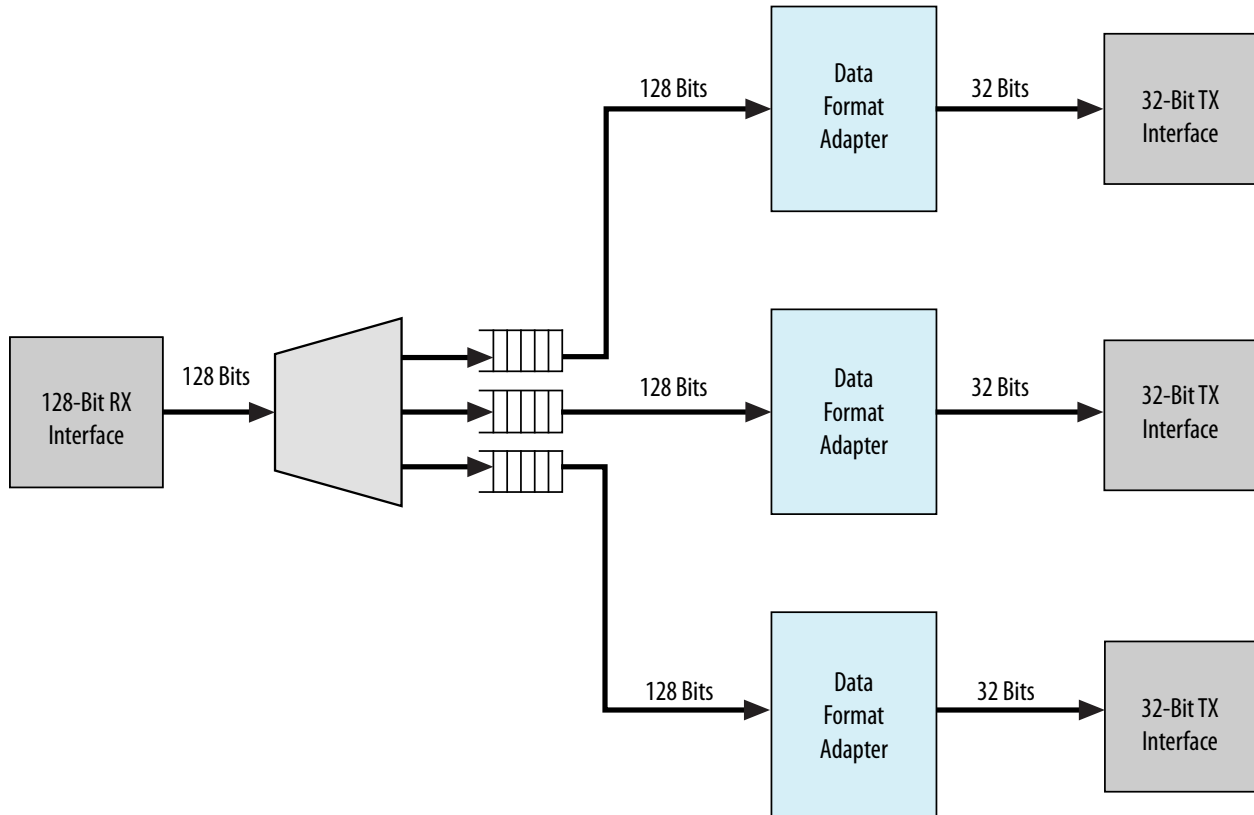 128 Bits
Data
Format
Adapter
32 Bits
32-Bit TX
Interface
128-Bit RX
Interface
128 Bits
128 Bits
Data
Format
Adapter
32 Bits
32-Bit TX
Interface
128 Bits
Data
Format
Adapter
32 Bits
32-Bit TX
Interface